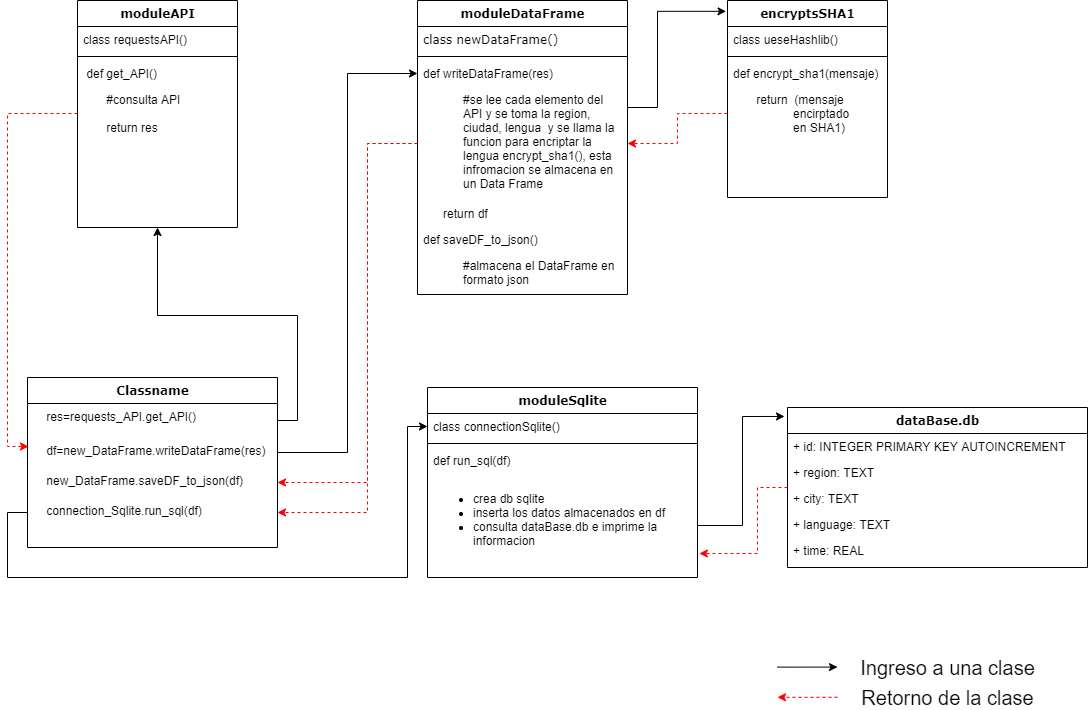 moduleAPI
class requestsAPI()
def get_API()
#consulta API
return res
moduleDataFrame
class newDataFrame()
def writeDataFrame(res)
#se lee cada elemento del
API y se toma la region,
ciudad, lengua y se llama la
funcion para encriptar la
lengua encrypt_sha1(), esta
infromacion se almacena en
un Data Frame
return df
def saveDF_to_json()
#almacena el DataFrame en
formato json
encryptsSHA1
class ueseHashlib()
def encrypt_sha1(mensaje)
return (mensaje
encirptado
en SHA1)
Classname
res=requests_API.get_API()
df=new_DataFrame.writeDataFrame(res)
new_DataFrame.saveDF_to_json(df)
connection_Sqlite.run_sql(df)
moduleSqlite
class connectionSqlite()
def run_sql(df)
• crea db sqlite
• inserta los datos almacenados en df
• consulta dataBase.db e imprime la
informacion
dataBase.db
+ id: INTEGER PRIMARY KEY AUTOINCREMENT
+ region: TEXT
+ city: TEXT
+ language: TEXT
+ time: REAL
Ingreso a una clase
Retorno de la clase